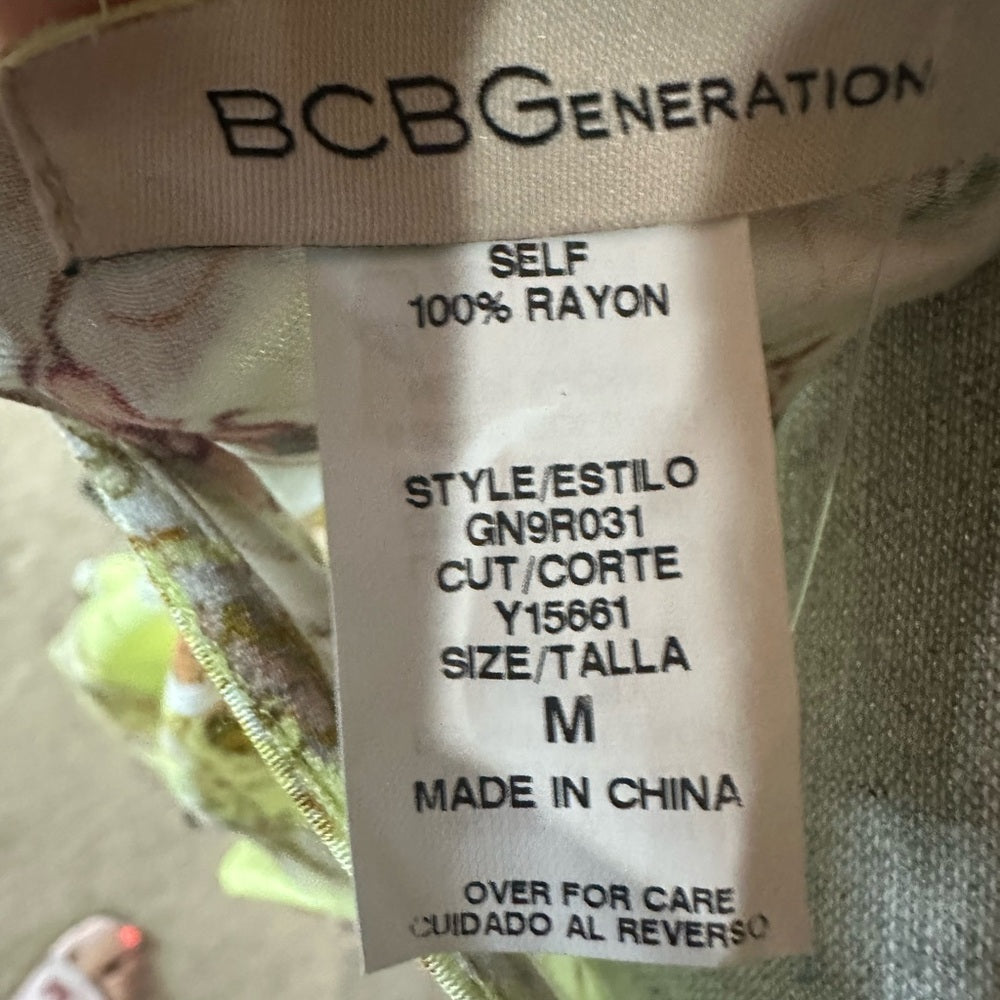 BCBGENERATION
SELF
100% RAYON
STYLE/ESTILO
GN9R031
CUT/CORTE
Y15661
SIZE/TALLA
M
MADE IN CHINA
OVER FOR CARE
CUIDADO AL REVERSO